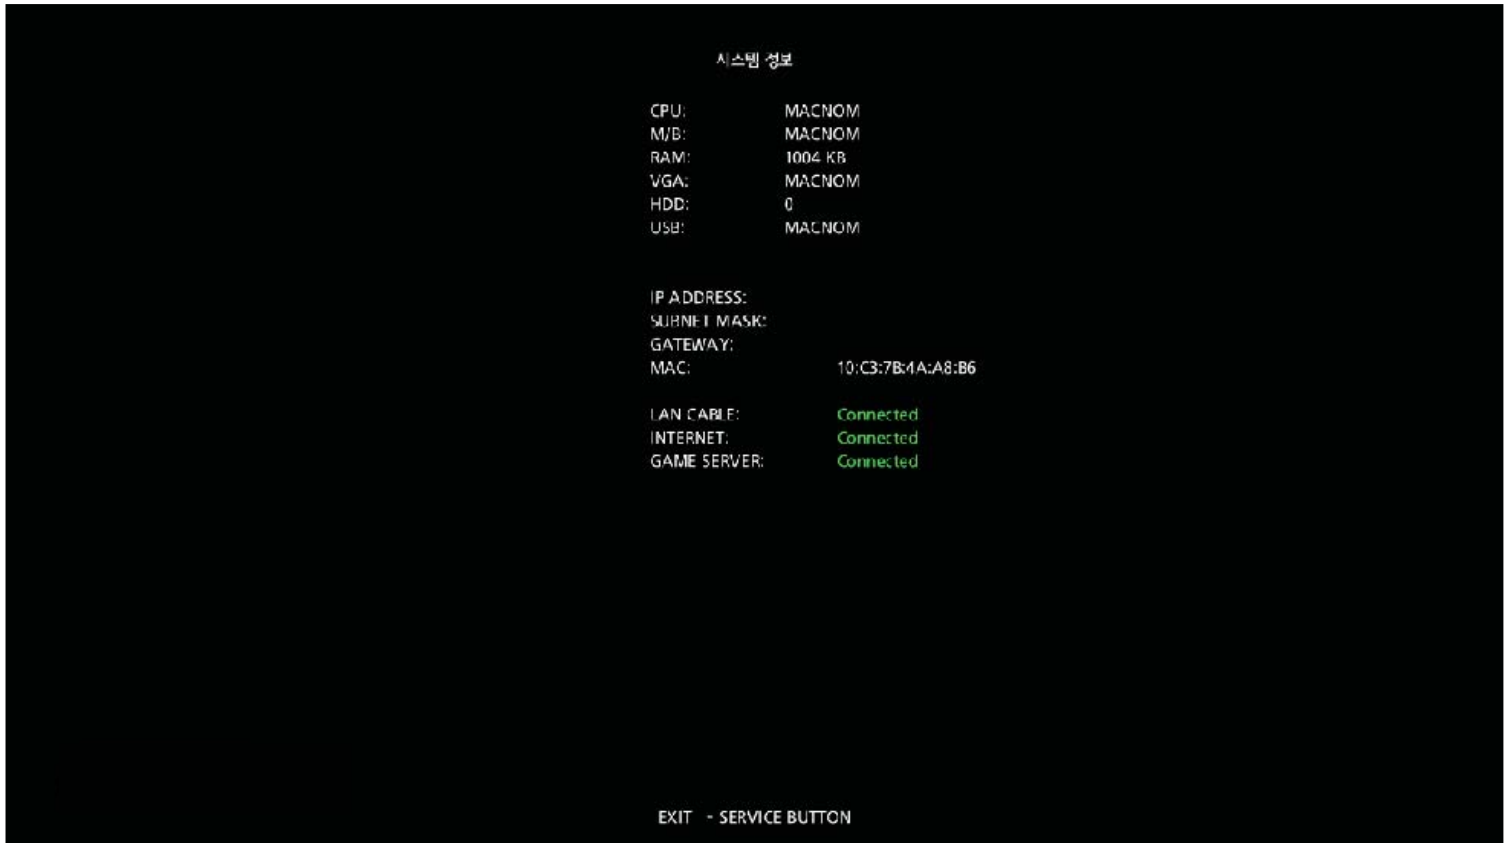 시스템 정보
CPU: MACNOM
M/B: MACNOM
RAM: 1004 KB
VGA: MACNOM
HDD: 0
USB: MACNOM
IP ADDRESS:
SUBNET MASK:
GATEWAY:
MAC: 10:C3:7B:4A:A8:B6
LAN CABLE: Connected
INTERNET: Connected
GAME SERVER: Connected
EXIT - SERVICE BUTTON